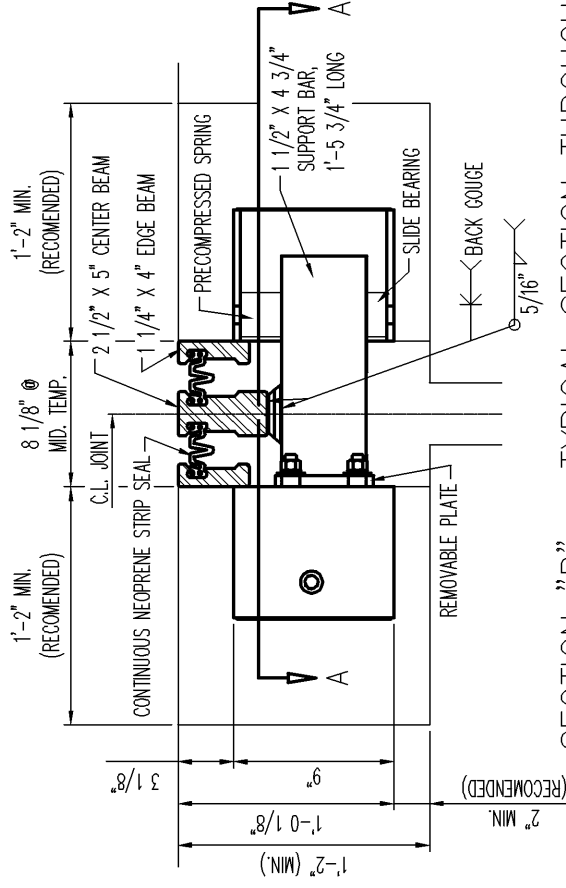 A
1'-2" MIN.
(RECOMENDED)
8 1/8" @
MID. TEMP.
1'-2" MIN.
(RECOMENDED)
C.L. JOINT
2 1/2" X 5" CENTER BEAM
1 1/4" X 4" EDGE BEAM
CONTINUOUS NEOPRENE STRIP SEAL
PRECOMPRESSED SPRING
1 1/2" X 4 3/4"
SUPPORT BAR,
1'-5 3/4" LONG
SLIDE BEARING
A
REMOVABLE PLATE
BACK GOUGE
5/16"
3 1/8"
9"
1'-0 1/8"
1'-2" (MIN.)
2" MIN.
(RECOMENDED)
SECTION TYPICAL SECTION THROUGH